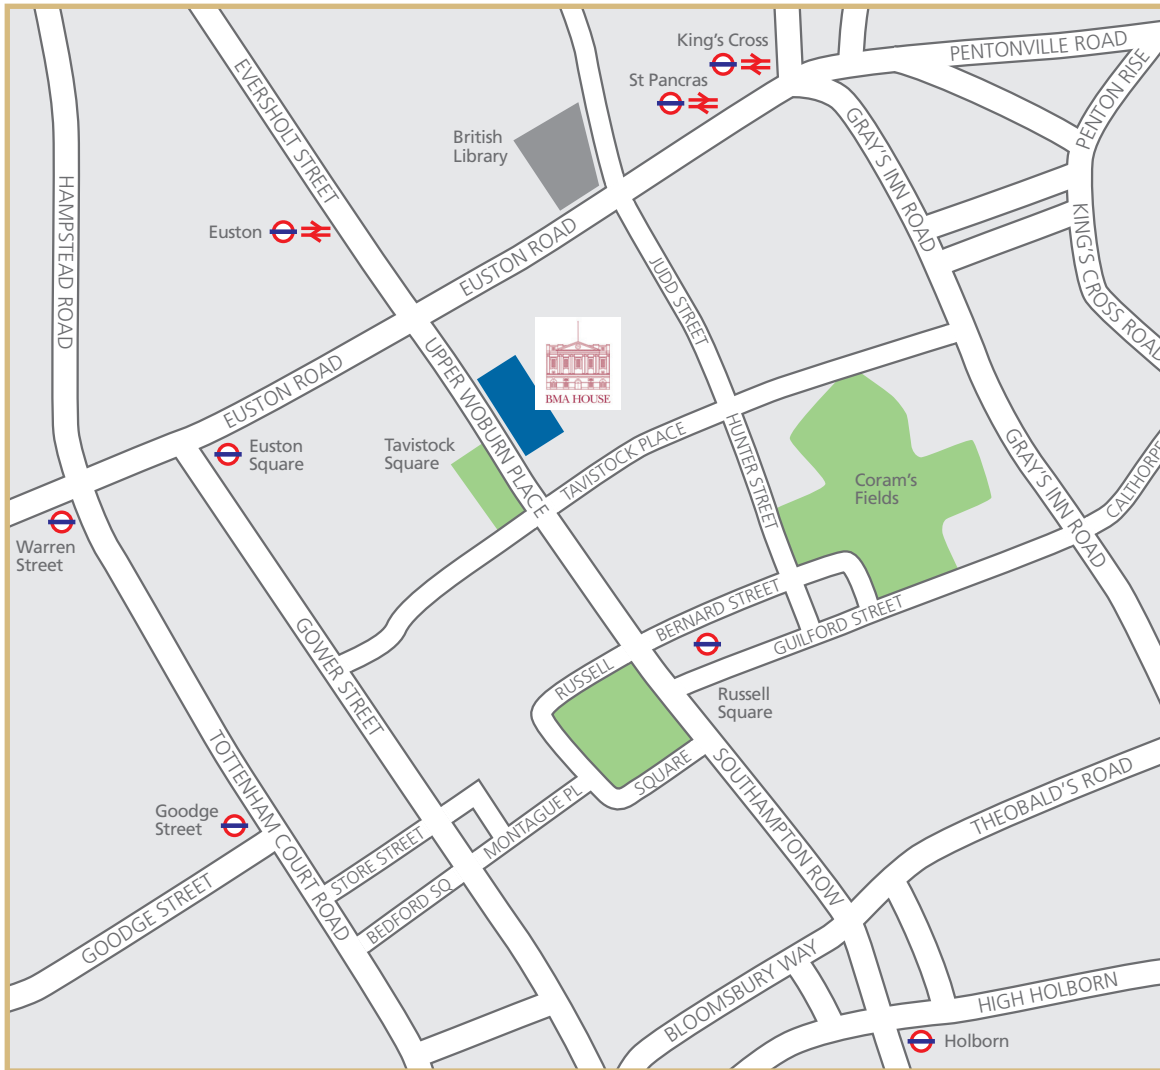 King's Cross
St Pancras
PENTONVILLE ROAD
PENTON RISE
EVERSHOLT STREET
British
Library
GRAY'S INN ROAD
HAMPSTEAD ROAD
Euston
EUSTON ROAD
JUDD STREET
KING'S CROSS ROAD
UPPER WOBURN PLACE
BMA HOUSE
EUSTON ROAD
Euston
Square
Tavistock
Square
TAVISTOCK PLACE
HUNTER STREET
Coram's
Fields
GRAY'S INN ROAD
CALTHORPE
Warren
Street
BERNARD STREET
GUILFORD STREET
GOWER STREET
RUSSELL
Russell
Square
SQUARE
SOUTHAMPTON ROW
TOTTENHAM COURT ROAD
MONTAGUE PL
THEOBALD'S ROAD
Goodge
Street
STORE STREET
BEDFORD SQ
GOODGE STREET
BLOOMSBURY WAY
HIGH HOLBORN
Holborn